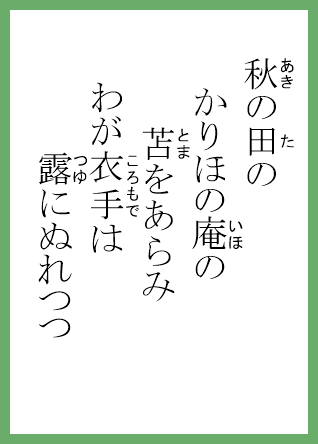 秋の田の
かりほの庵の
苫をあらみ
わが衣手は
露にぬれつつ
あき
た
いほ
とま
ころもで
つゆ